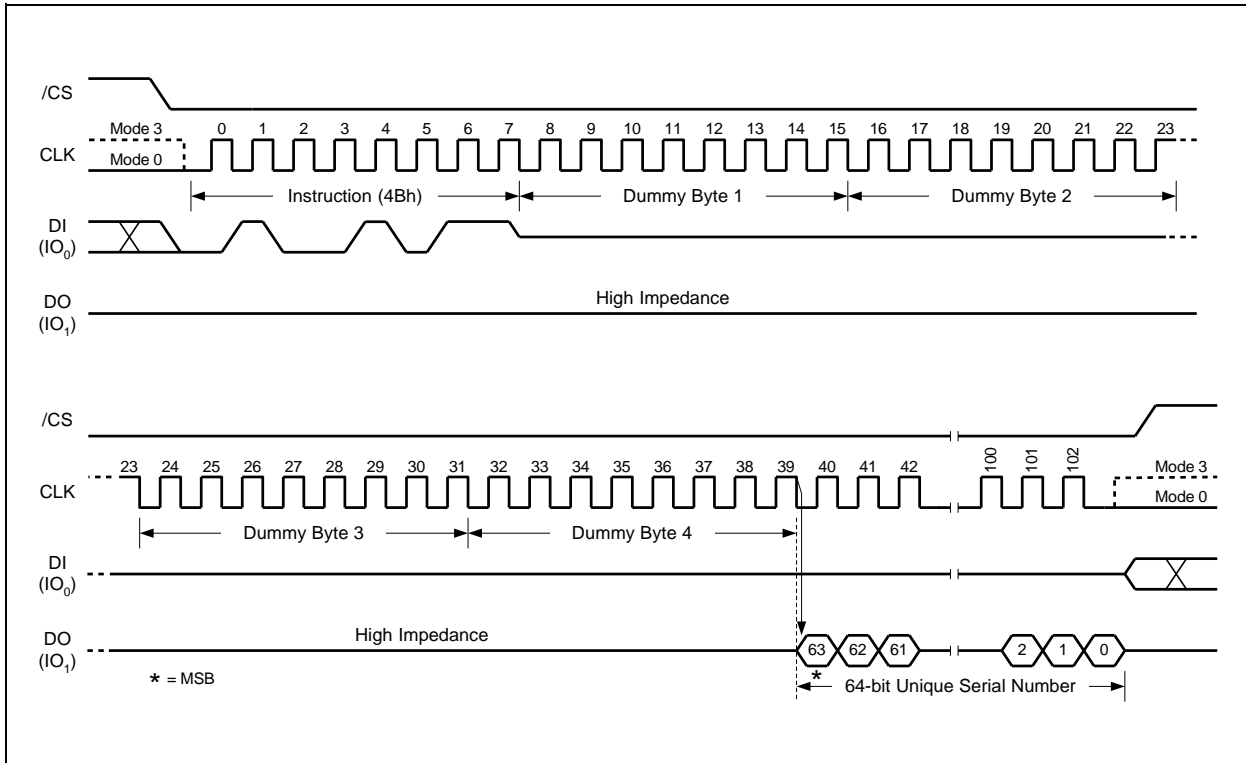 /CS
Mode 3 0 1 2 3 4 5 6 7 8 9 10 11 12 13 14 15 16 17 18 19 20 21 22 23
CLK
Mode 0
Instruction (4Bh) Dummy Byte 1 Dummy Byte 2
DI
(IO0)
High Impedance
DO
(IO1)
/CS
23 24 25 26 27 28 29 30 31 32 33 34 35 36 37 38 39 40 41 42 100 101 102 Mode 3
CLK
Mode 0
Dummy Byte 3 Dummy Byte 4
DI
(IO0)
High Impedance
DO
(IO1)
63 62 61 2 1 0
* = MSB
*
64-bit Unique Serial Number